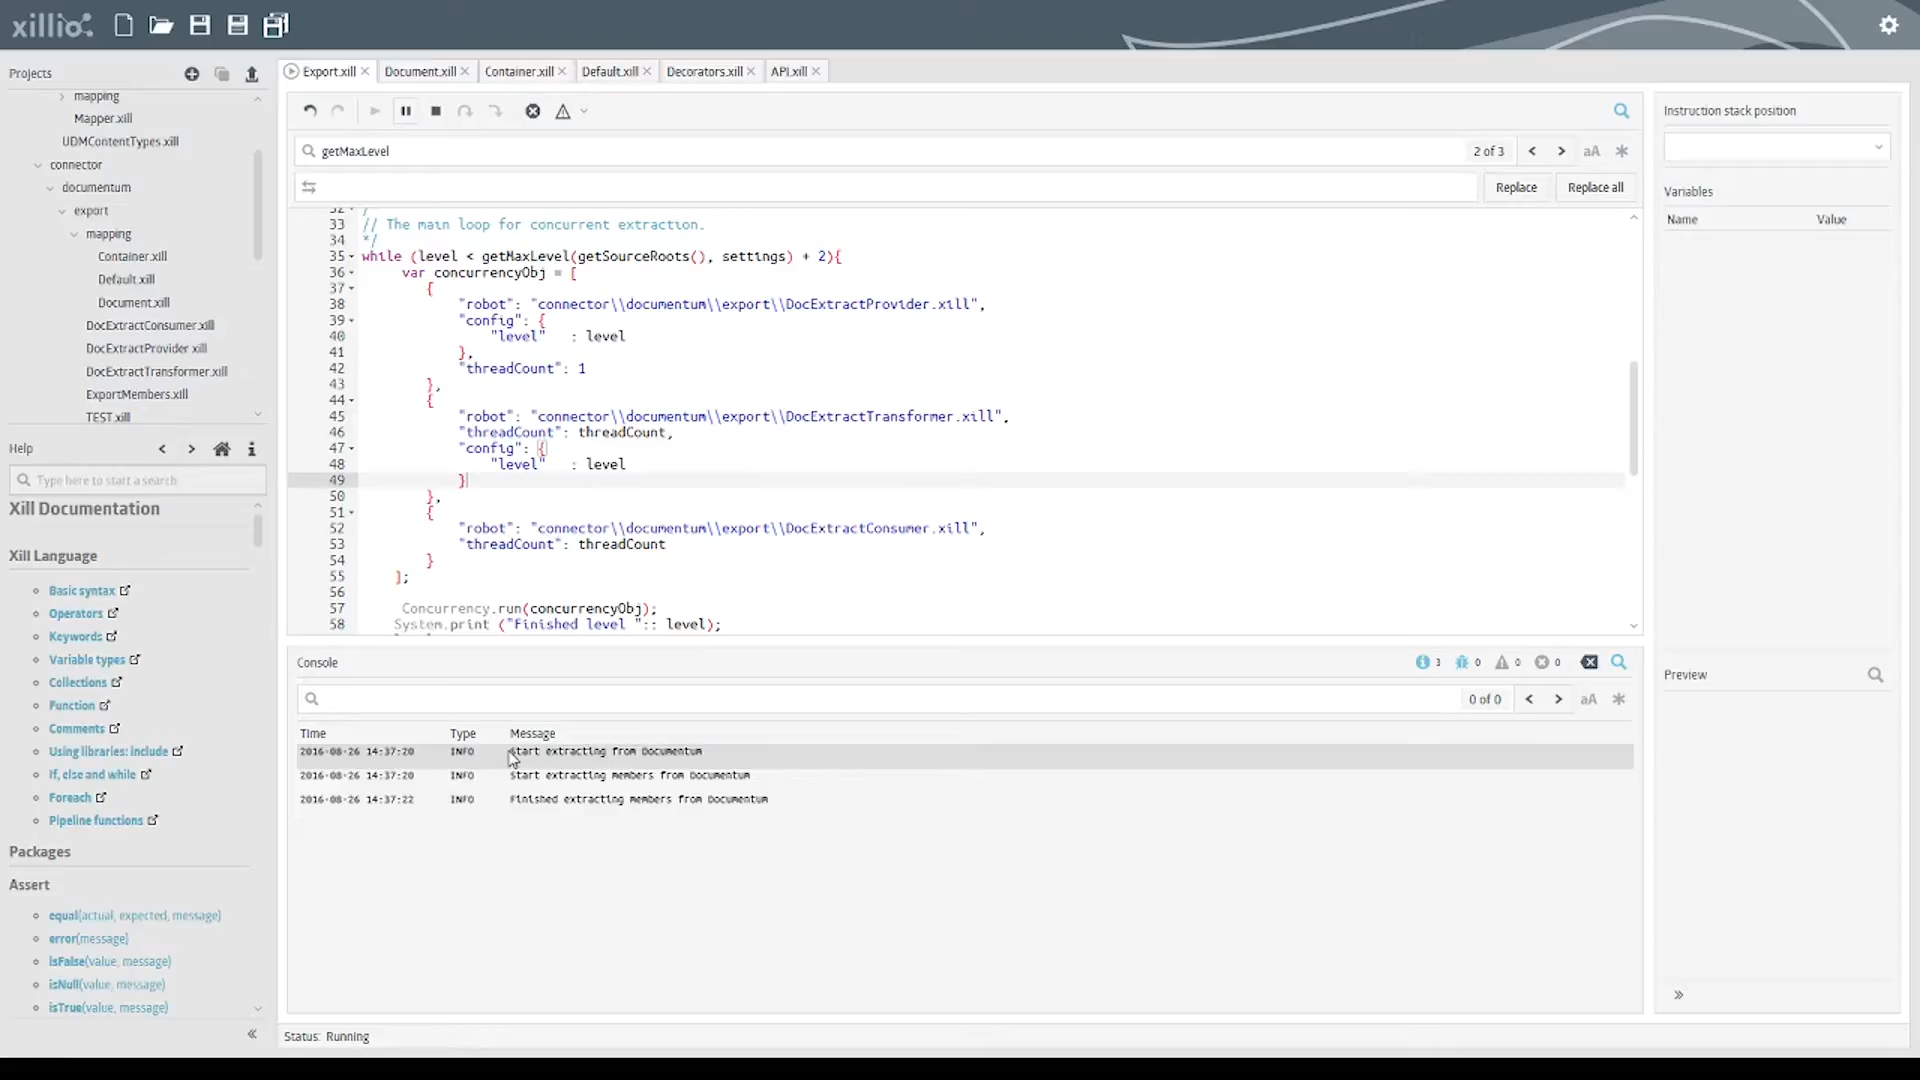 xillio
Projects
mapping
Mapper.xill
UDMContentTypes.xill
connector
documentum
export
mapping
Container.xill
Default.xill
Document.xill
DocExtractConsumer.xill
DocExtractProvider.xill
DocExtractTransformer.xill
ExportMembers.xill
TEST.xill
Help
Type here to start a search
Xill Documentation
Xill Language
Basic syntax
Operators
Keywords
Variable types
Collections
Function
Comments
Using libraries: include
If, else and while
Foreach
Pipeline functions
Packages
Assert
equal(actual, expected, message)
error(message)
isFalse(value, message)
isNull(value, message)
isTrue(value, message)
Export.xill Document.xill Container.xill Default.xill Decorators.xill API.xill
getMaxLevel 2 of 3 aA
Replace Replace all
32 /
33 // The main loop for concurrent extraction.
34 */
35 while (level < getMaxLevel(getSourceRoots(), settings) + 2){
36 var concurrencyObj = [
37 {
38 "robot": "connector\\documentum\\export\\DocExtractProvider.xill",
39 "config": {
40 "level" : level
41 },
42 "threadCount": 1
43 },
44 {
45 "robot": "connector\\documentum\\export\\DocExtractTransformer.xill",
46 "threadCount": threadCount,
47 "config": {
48 "level" : level
49 }
50 },
51 {
52 "robot": "connector\\documentum\\export\\DocExtractConsumer.xill",
53 "threadCount": threadCount
54 }
55 ];
56
57 Concurrency.run(concurrencyObj);
58 System.print ("Finished level ":: level);
Console 3 0 0 0
0 of 0 aA
Time Type Message
2016-08-26 14:37:20 INFO Start extracting from Documentum
2016-08-26 14:37:20 INFO Start extracting members from Documentum
2016-08-26 14:37:22 INFO Finished extracting members from Documentum
Status: Running
Instruction stack position
Variables
Name Value
Preview